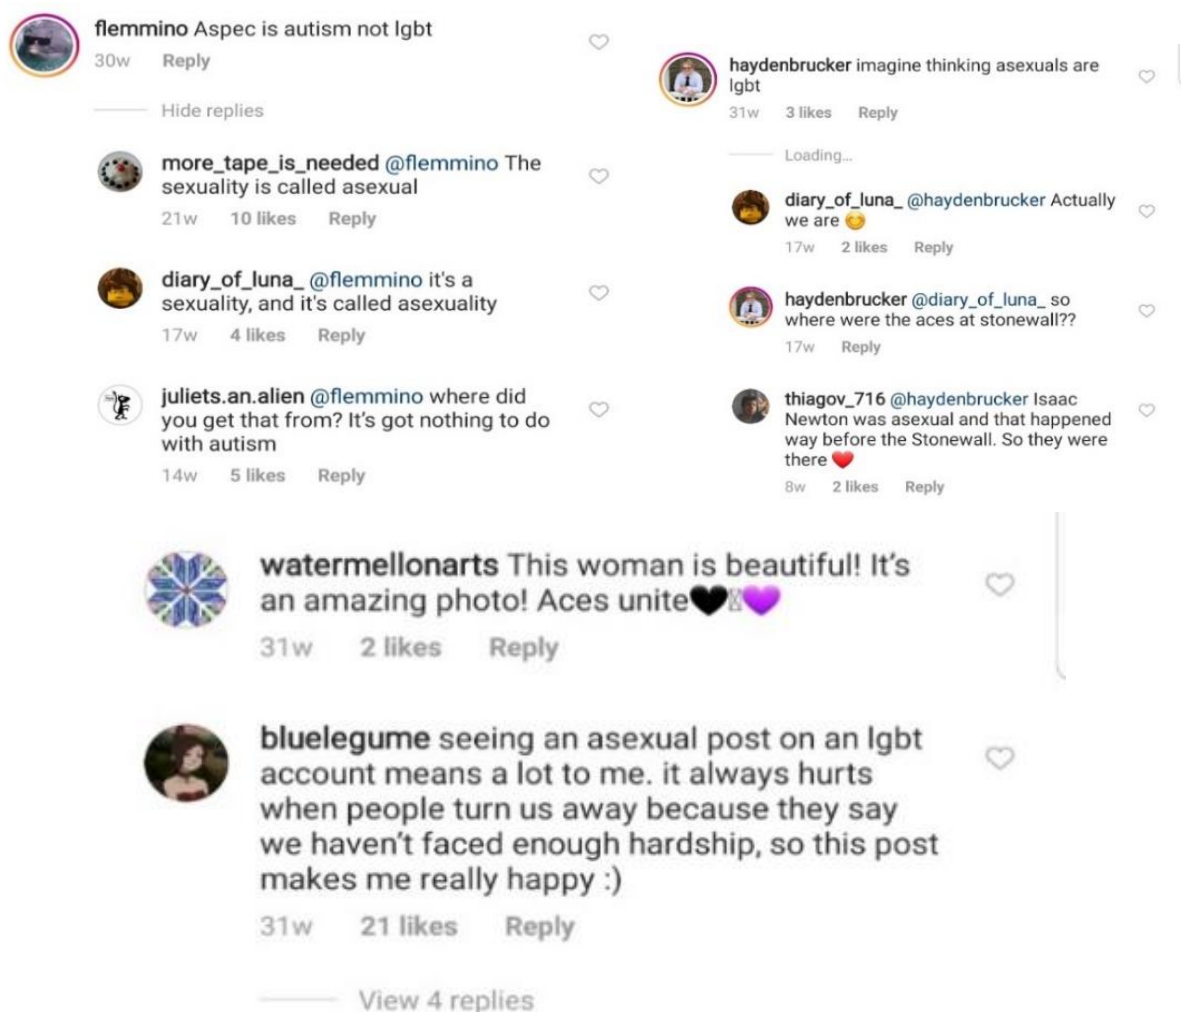 flemmino Aspec is autism not lgbt
30w Reply
Hide replies
more_tape_is_needed @flemmino The
sexuality is called asexual
21w 10 likes Reply
diary_of_luna_ @flemmino it's a
sexuality, and it's called asexuality
17w 4 likes Reply
juliets.an.alien @flemmino where did
you get that from? It's got nothing to do
with autism
14w 5 likes Reply
haydenbrucker imagine thinking asexuals are
lgbt
31w 3 likes Reply
Loading...
diary_of_luna_ @haydenbrucker Actually
we are 😊
17w 2 likes Reply
haydenbrucker @diary_of_luna_ so
where were the aces at stonewall??
17w Reply
thiagov_716 @haydenbrucker Isaac
Newton was asexual and that happened
way before the Stonewall. So they were
there ❤️
8w 2 likes Reply
watermellonarts This woman is beautiful! It's
an amazing photo! Aces unite🖤💜
31w 2 likes Reply
bluelegume seeing an asexual post on an lgbt
account means a lot to me. it always hurts
when people turn us away because they say
we haven't faced enough hardship, so this post
makes me really happy :)
31w 21 likes Reply
View 4 replies